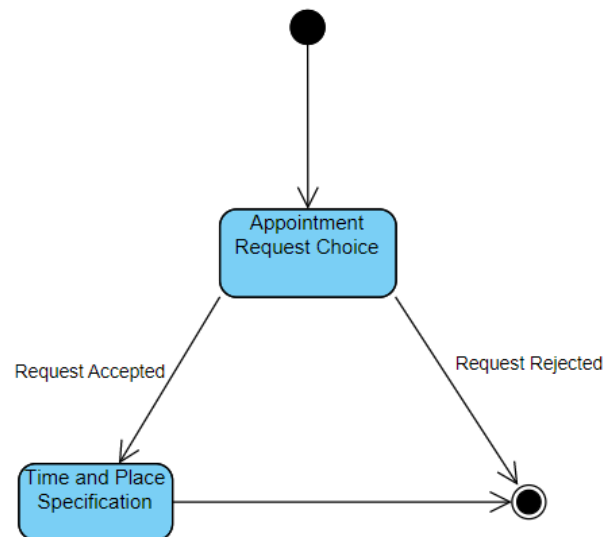 Appointment
Request Choice
Request Accepted
Request Rejected
Time and Place
Specification